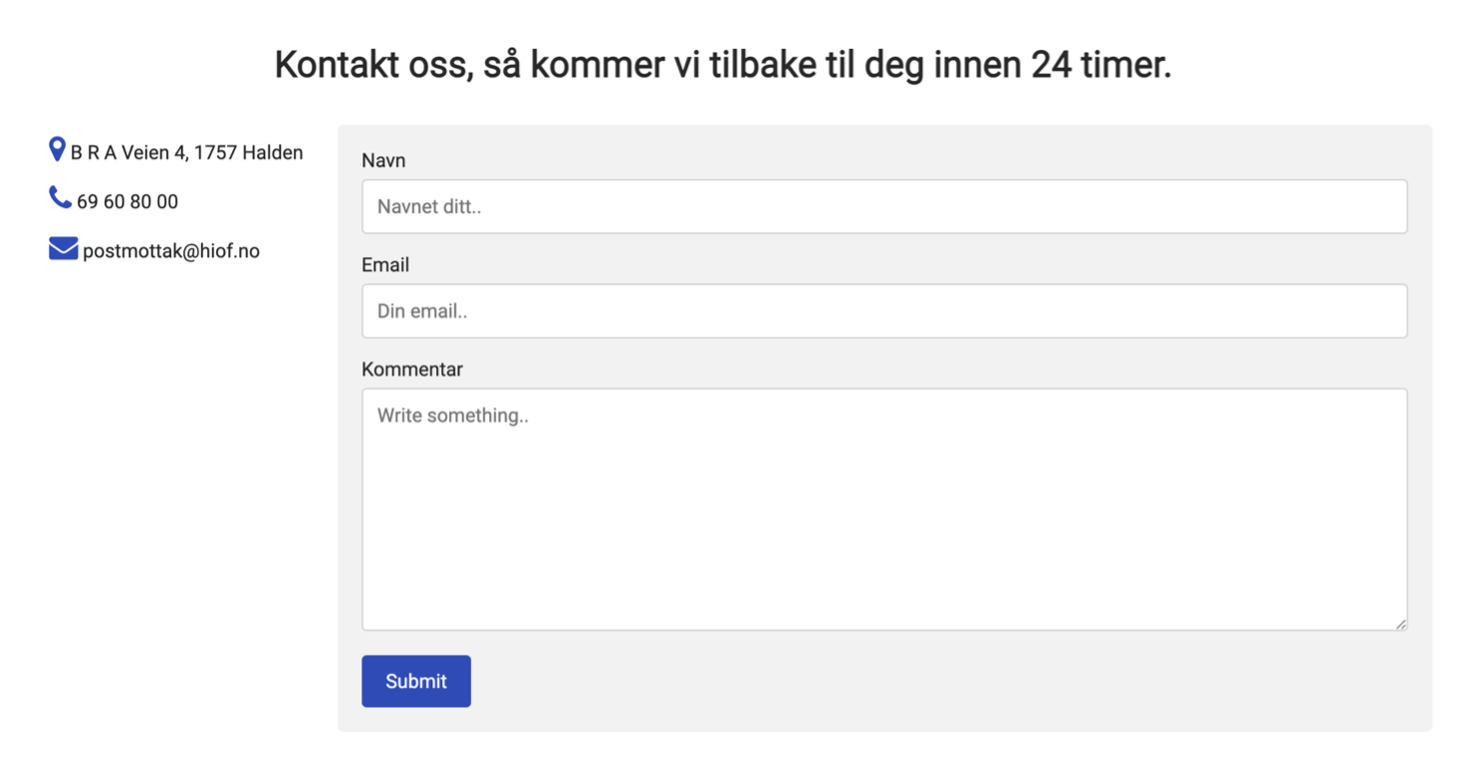 Kontakt oss, så kommer vi tilbake til deg innen 24 timer.
B R A Veien 4, 1757 Halden
69 60 80 00
postmottak@hiof.no
Navn
Navnet ditt..
Email
Din email..
Kommentar
Write something..
Submit